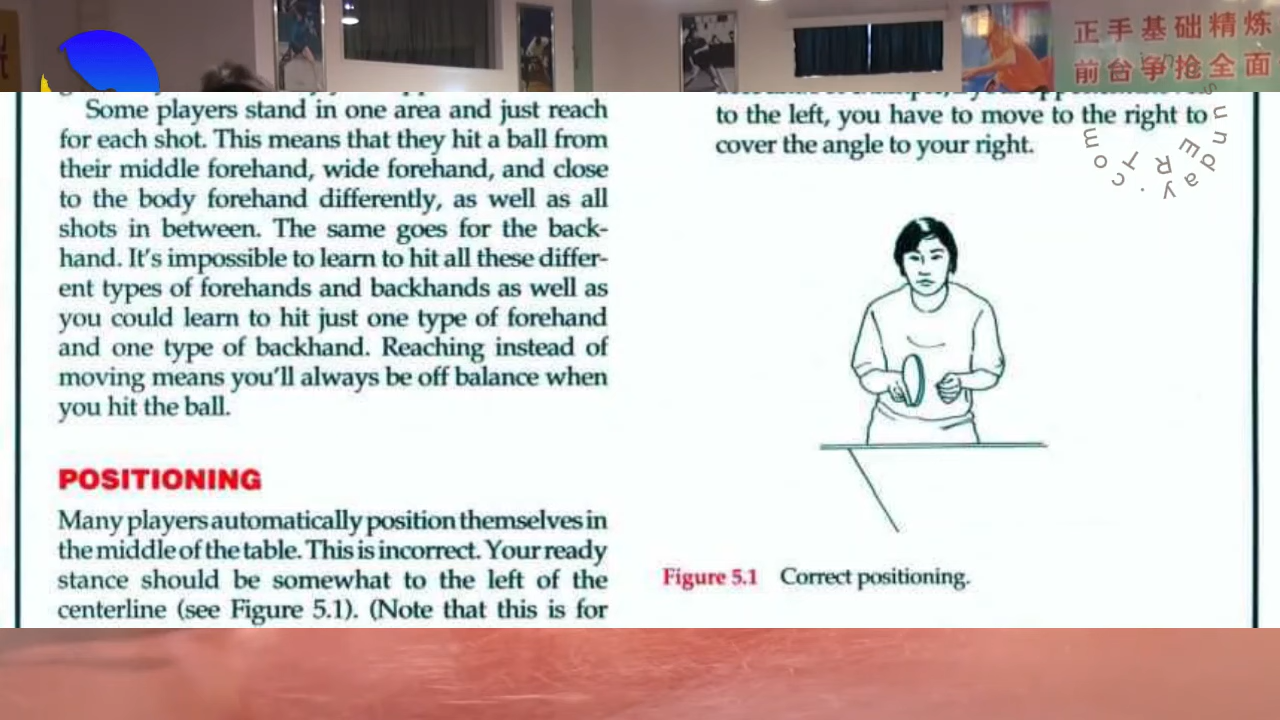 正手基础精炼
前台争抢全面
Some players stand in one area and just reach
for each shot. This means that they hit a ball from
their middle forehand, wide forehand, and close
to the body forehand differently, as well as all
shots in between. The same goes for the back-
hand. It's impossible to learn to hit all these differ-
ent types of forehands and backhands as well as
you could learn to hit just one type of forehand
and one type of backhand. Reaching instead of
moving means you'll always be off balance when
you hit the ball.
POSITIONING
Many players automatically position themselves in
the middle of the table. This is incorrect. Your ready
stance should be somewhat to the left of the
centerline (see Figure 5.1). (Note that this is for
to the left, you have to move to the right to
cover the angle to your right.
Figure 5.1 Correct positioning.